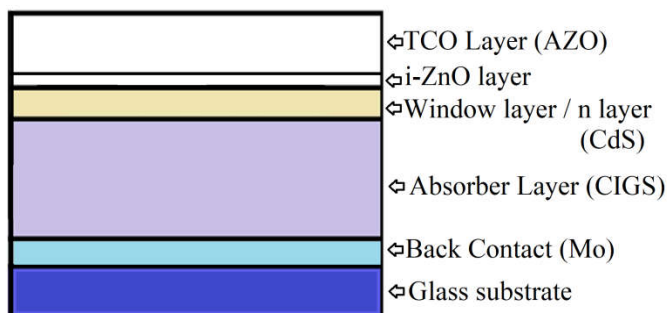 ⇦TCO Layer (AZO)
⇦i-ZnO layer
⇦Window layer / n layer
(CdS)
⇦Absorber Layer (CIGS)
⇦Back Contact (Mo)
⇦Glass substrate